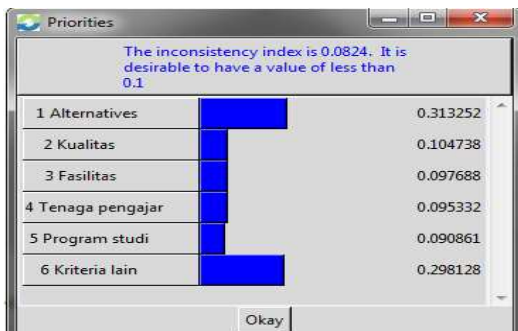 Priorities
The inconsistency index is 0.0824. It is
desirable to have a value of less than
0.1
1 Alternatives 0.313252
2 Kualitas 0.104738
3 Fasilitas 0.097688
4 Tenaga pengajar 0.095332
5 Program studi 0.090861
6 Kriteria lain 0.298128
Okay